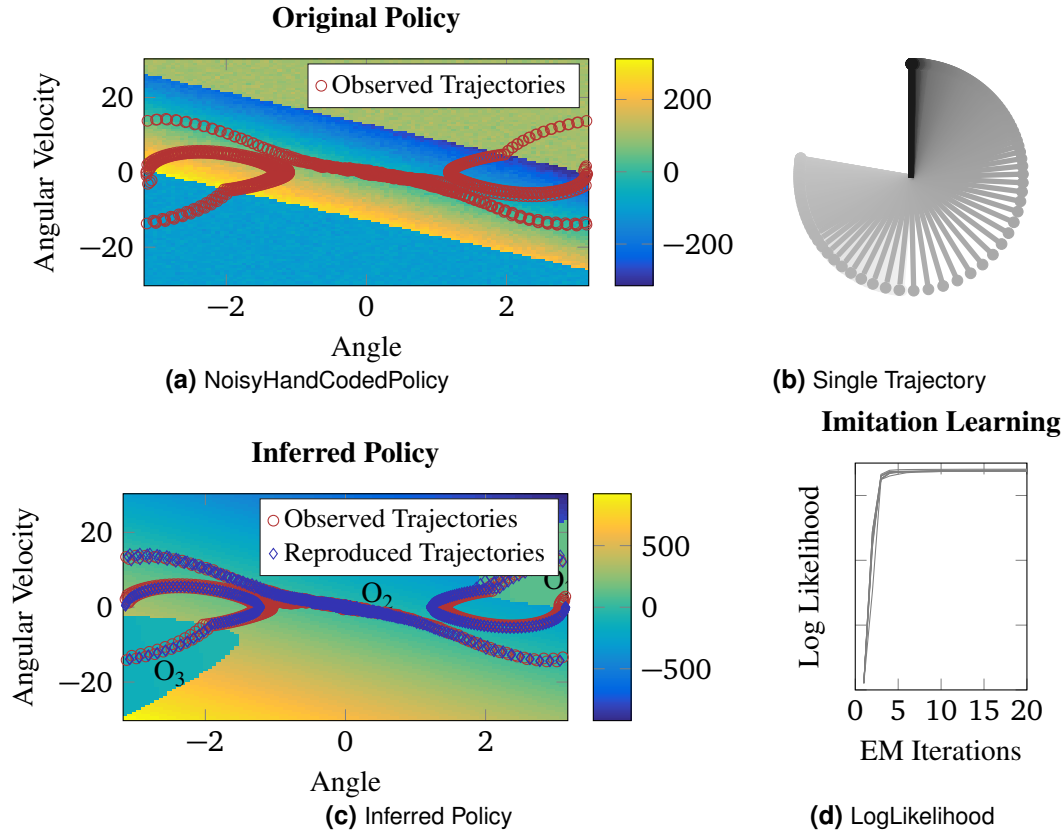 Original Policy
Observed Trajectories
20
0
−20
Angular Velocity
−2
0
2
Angle
200
0
−200
(a) NoisyHandCodedPolicy
(b) Single Trajectory
Inferred Policy
Observed Trajectories
Reproduced Trajectories
O
O2
O3
20
0
−20
Angular Velocity
−2
0
2
Angle
500
0
−500
(c) Inferred Policy
Imitation Learning
Log Likelihood
0 5 10 15 20
EM Iterations
(d) LogLikelihood